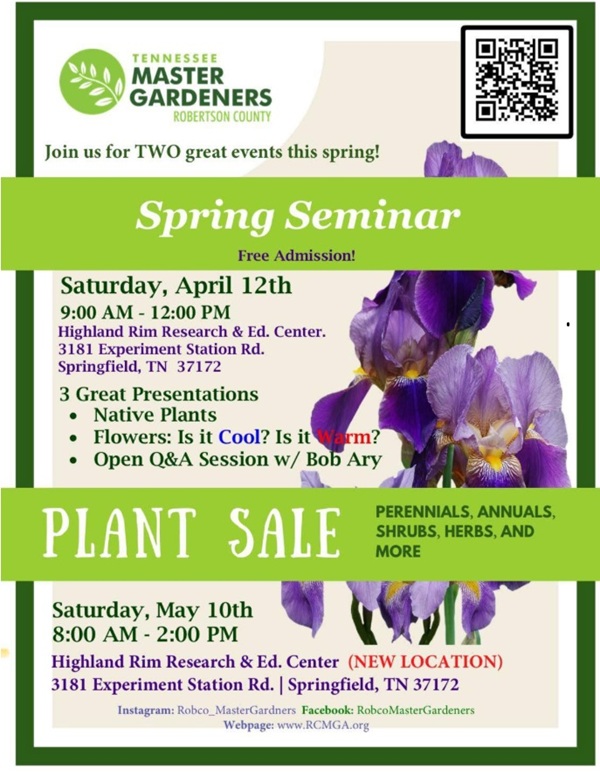 TENNESSEE
MASTER
GARDENERS
ROBERTSON COUNTY
Join us for TWO great events this spring!
Spring Seminar
Free Admission!
Saturday, April 12th
9:00 AM - 12:00 PM
Highland Rim Research & Ed. Center.
3181 Experiment Station Rd.
Springfield, TN 37172
3 Great Presentations
• Native Plants
• Flowers: Is it Cool? Is it Warm?
• Open Q&A Session w/ Bob Ary
PLANT SALE
PERENNIALS, ANNUALS,
SHRUBS, HERBS, AND
MORE
Saturday, May 10th
8:00 AM - 2:00 PM
Highland Rim Research & Ed. Center (NEW LOCATION)
3181 Experiment Station Rd. | Springfield, TN 37172
Instagram: Robco_MasterGardners Facebook: RobcoMasterGardeners
Webpage: www.RCMGA.org